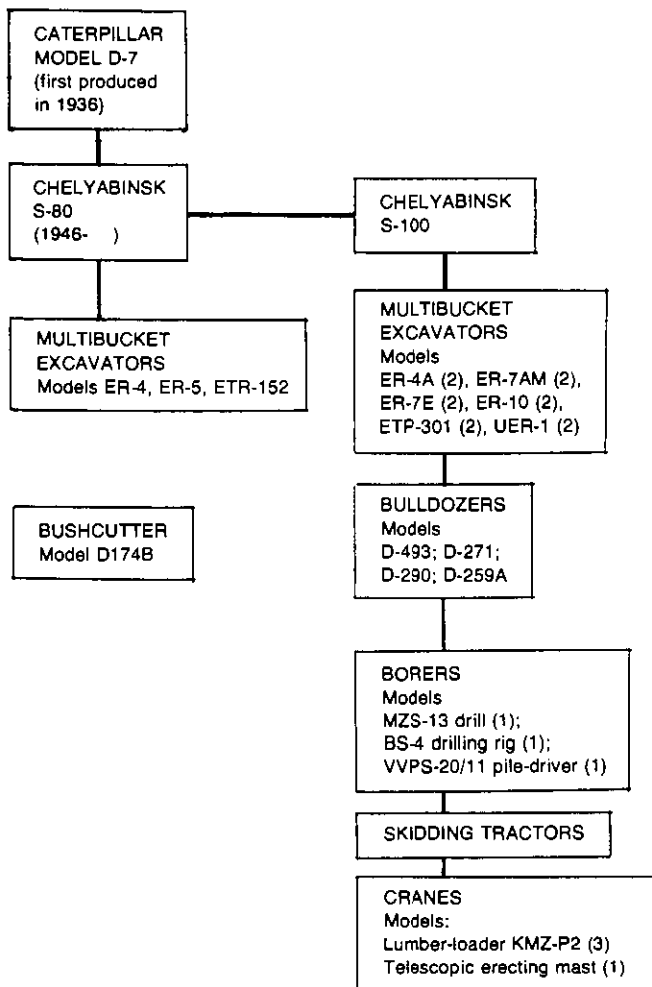 CATERPILLAR
MODEL D-7
(first produced
in 1936)
CHELYABINSK
S-80
(1946- )
CHELYABINSK
S-100
MULTIBUCKET
EXCAVATORS
Models ER-4, ER-5, ETR-152
MULTIBUCKET
EXCAVATORS
Models
ER-4A (2), ER-7AM (2),
ER-7E (2), ER-10 (2),
ETP-301 (2), UER-1 (2)
BUSHCUTTER
Model D174B
BULLDOZERS
Models
D-493; D-271;
D-290; D-259A
BORERS
Models
MZS-13 drill (1);
BS-4 drilling rig (1);
VVPS-20/11 pile-driver (1)
SKIDDING TRACTORS
CRANES
Models:
Lumber-loader KMZ-P2 (3)
Telescopic erecting mast (1)